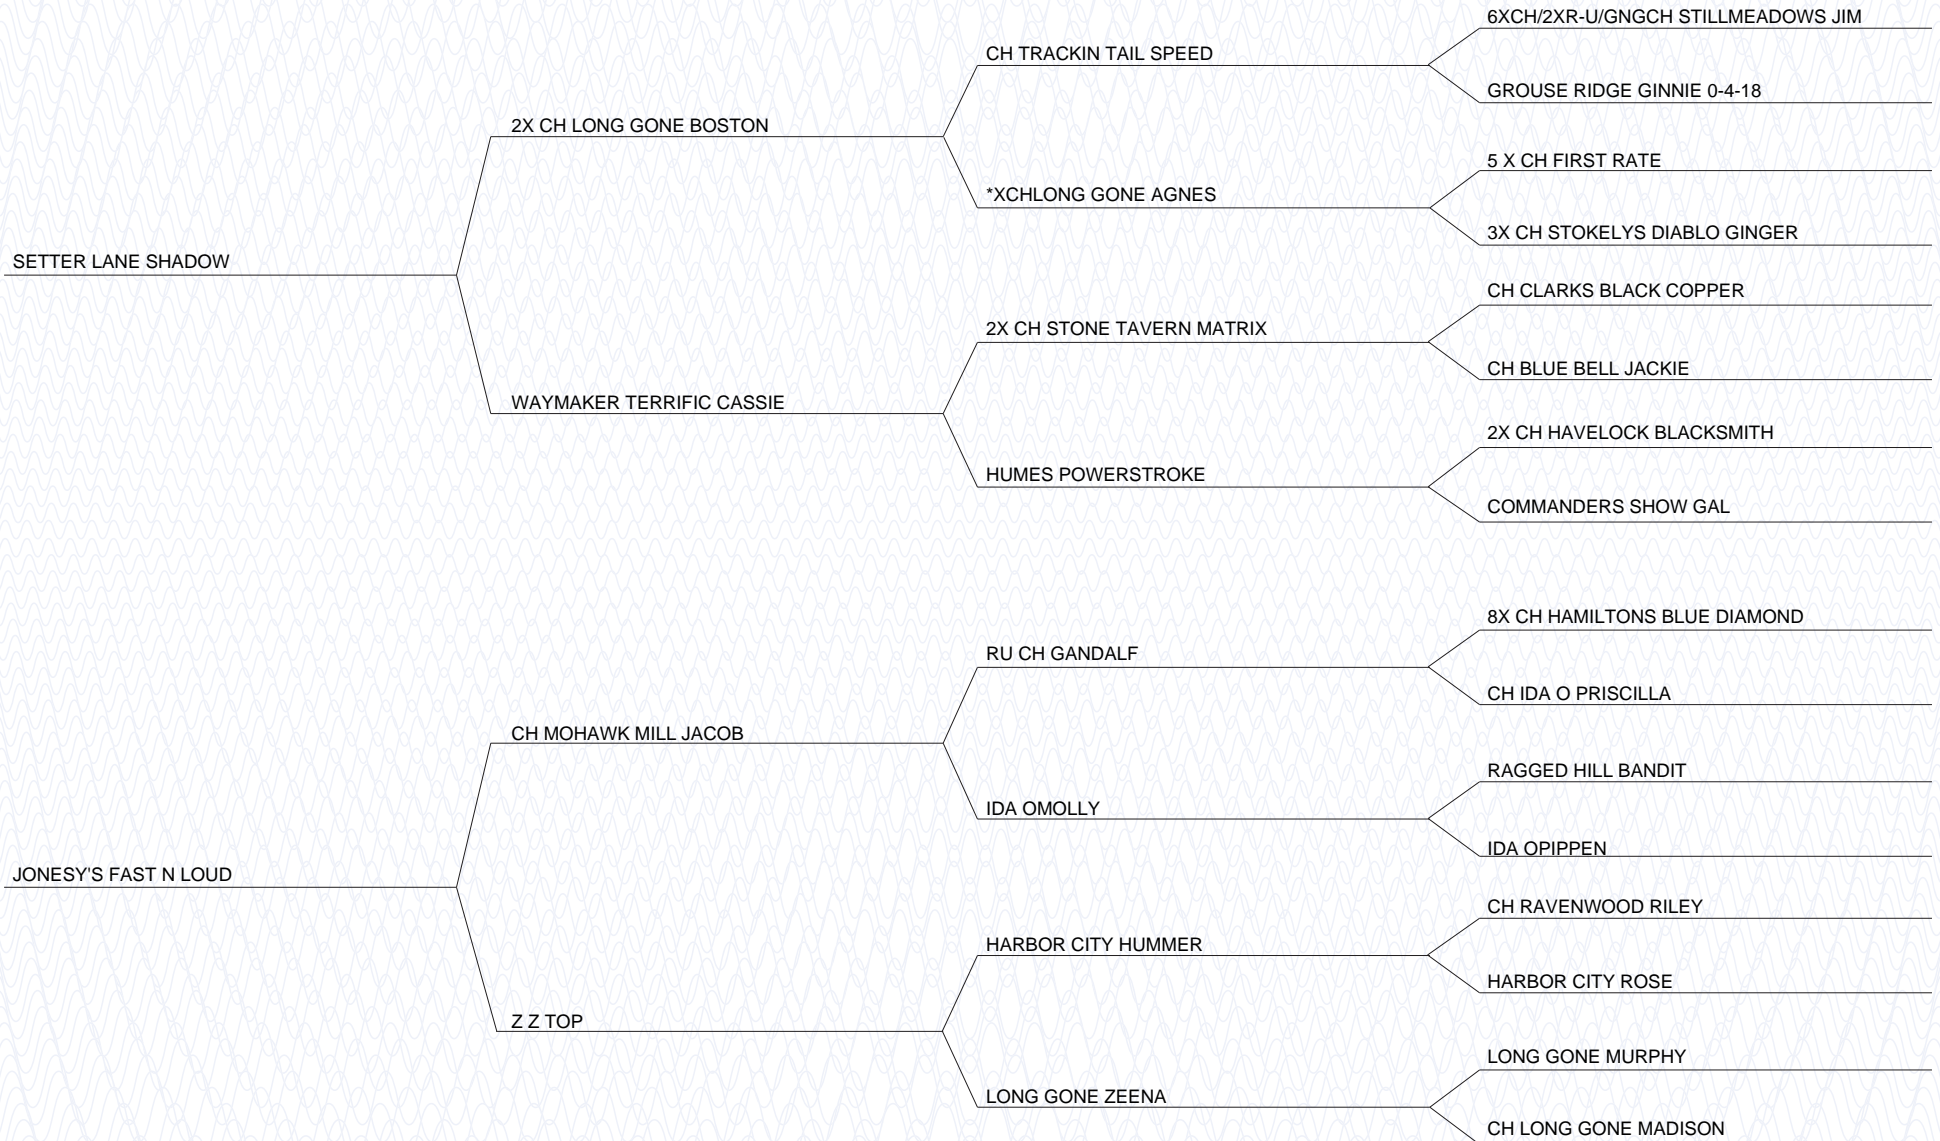 6XCH/2XR-U/GNGCH STILLMEADOWS JIM
CH TRACKIN TAIL SPEED
GROUSE RIDGE GINNIE 0-4-18
2X CH LONG GONE BOSTON
5 X CH FIRST RATE
*XCHLONG GONE AGNES
3X CH STOKELYS DIABLO GINGER
SETTER LANE SHADOW
CH CLARKS BLACK COPPER
2X CH STONE TAVERN MATRIX
CH BLUE BELL JACKIE
WAYMAKER TERRIFIC CASSIE
2X CH HAVELOCK BLACKSMITH
HUMES POWERSTROKE
COMMANDERS SHOW GAL
8X CH HAMILTONS BLUE DIAMOND
RU CH GANDALF
CH IDA O PRISCILLA
CH MOHAWK MILL JACOB
RAGGED HILL BANDIT
IDA OMOLLY
IDA OPIPPEN
JONESY'S FAST N LOUD
CH RAVENWOOD RILEY
HARBOR CITY HUMMER
HARBOR CITY ROSE
Z Z TOP
LONG GONE MURPHY
LONG GONE ZEENA
CH LONG GONE MADISON